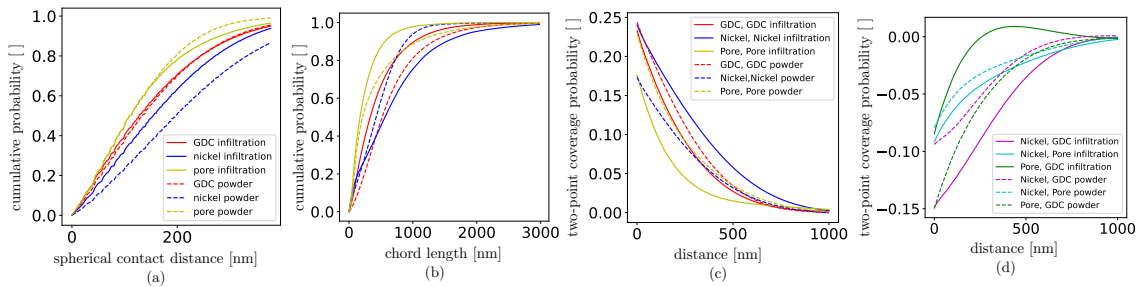 cumulative probability [ ]
1.0
0.8
0.6
0.4
0.2
0.0
0
200
GDC infiltration
nickel infiltration
pore infiltration
GDC powder
nickel powder
pore powder
spherical contact distance [nm]
(a)
cumulative probability [ ]
1.0
0.8
0.6
0.4
0.2
0.0
0
1000
2000
3000
chord length [nm]
(b)
two-point coverage probability [ ]
0.25
0.20
0.15
0.10
0.05
0.00
GDC, GDC infiltration
Nickel, Nickel infiltration
Pore, Pore infiltration
GDC, GDC powder
Nickel,Nickel powder
Pore, Pore powder
0
500
1000
distance [nm]
(c)
two-point coverage probability [ ]
0.00
−0.05
−0.10
−0.15
Nickel, GDC infiltration
Nickel, Pore infiltration
Pore, GDC infiltration
Nickel, GDC powder
Nickel, Pore powder
Pore, GDC powder
0
500
1000
distance [nm]
(d)